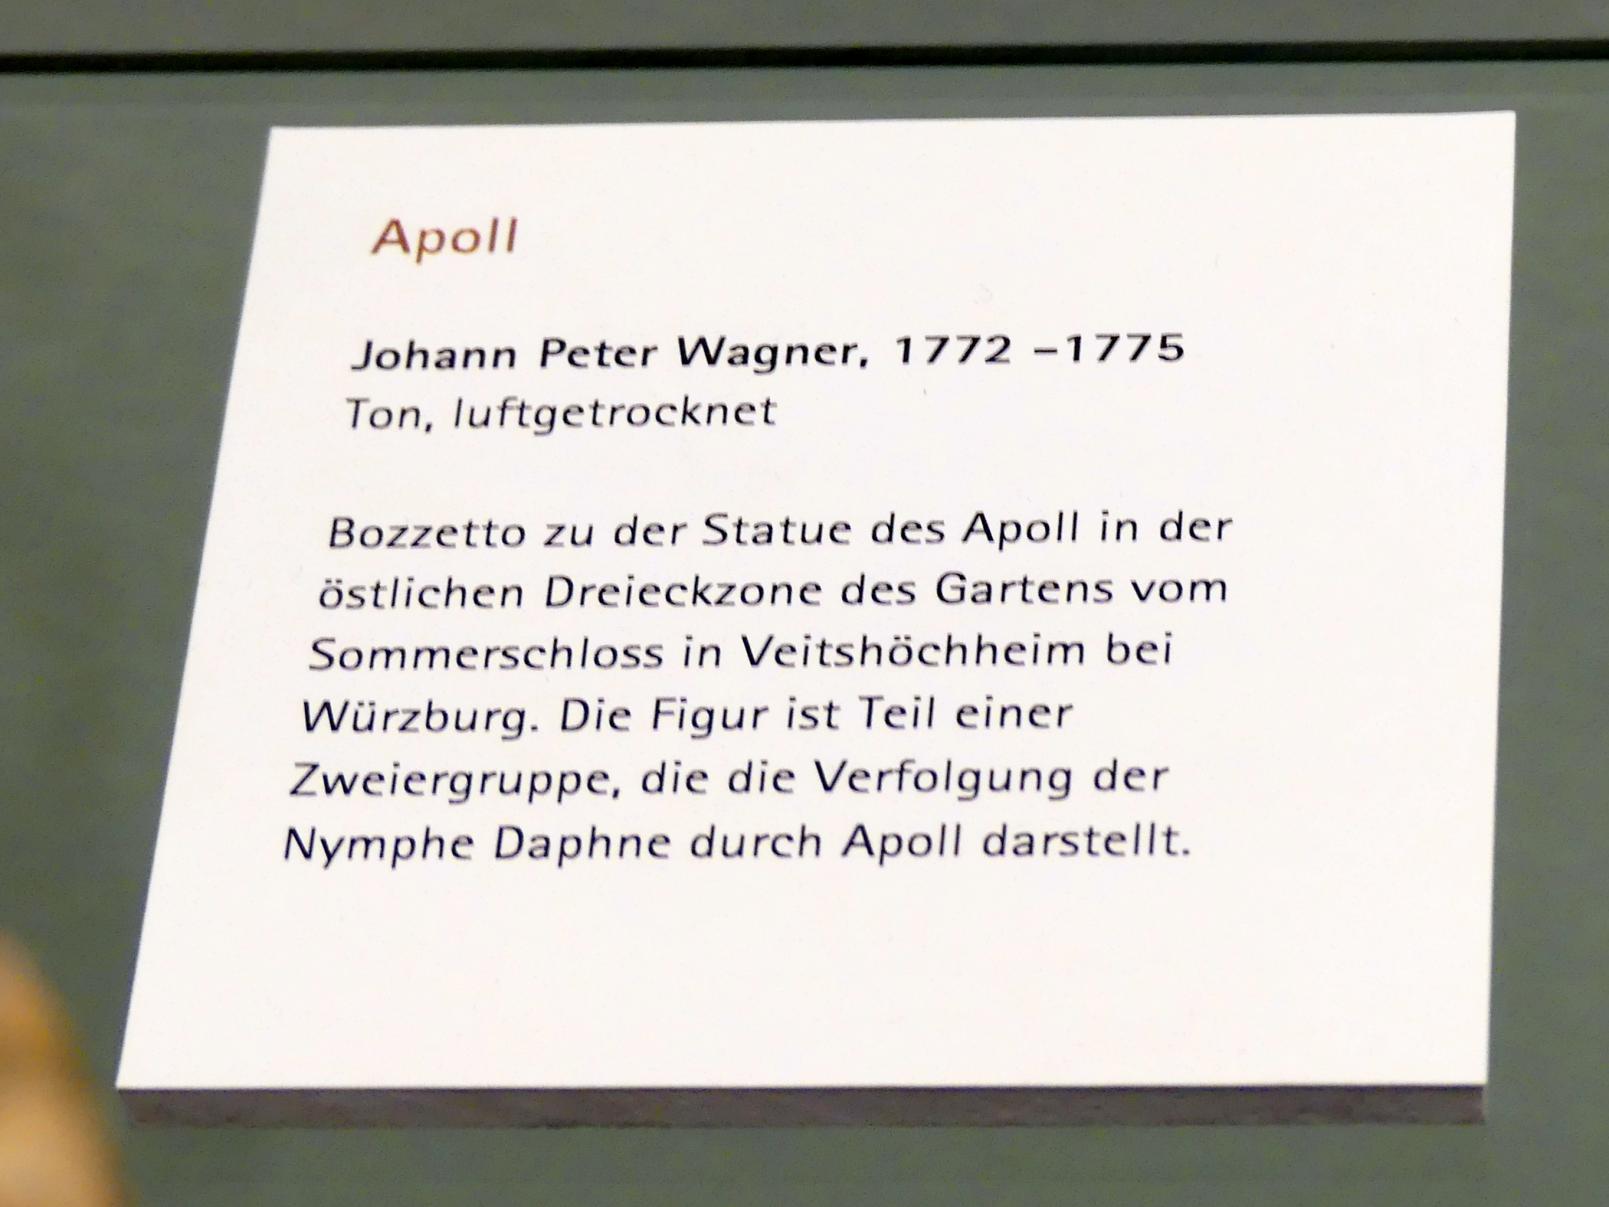 Apoll
Johann Peter Wagner, 1772 –1775
Ton, luftgetrocknet
Bozzetto zu der Statue des Apoll in der
östlichen Dreieckzone des Gartens vom
Sommerschloss in Veitshöchheim bei
Würzburg. Die Figur ist Teil einer
Zweiergruppe, die die Verfolgung der
Nymphe Daphne durch Apoll darstellt.